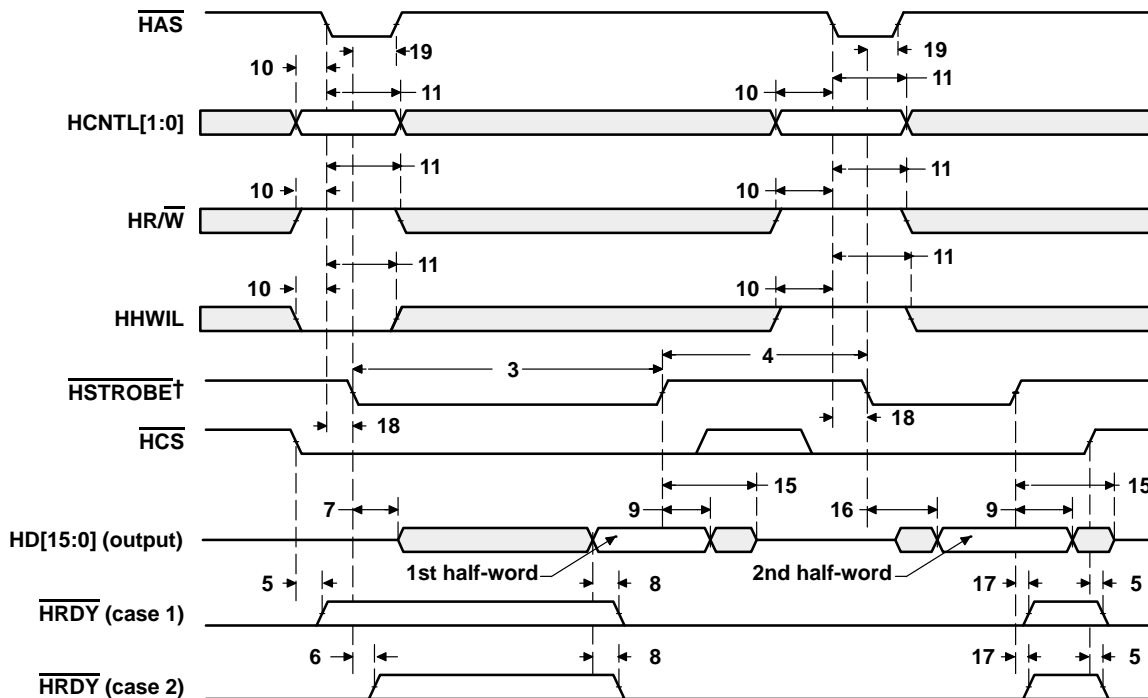 HAS
19 19
10 11 10 11
HCNTL[1:0]
11 11
10 10
HR/W
11 11
10 10
HHWIL
3 4
HSTROBE†
18 18
HCS
15 15
7 9 16 9
HD[15:0] (output)
1st half-word 2nd half-word
5 8 17 5
HRDY (case 1)
6 8 17 5
HRDY (case 2)